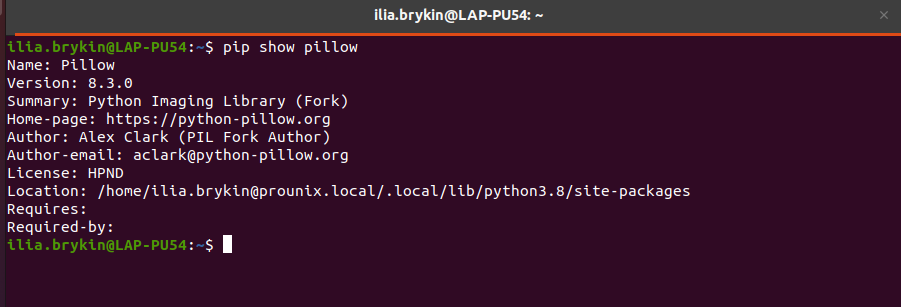 ilia.brykin@LAP-PU54: ~
ilia.brykin@LAP-PU54:~$ pip show pillow
Name: Pillow
Version: 8.3.0
Summary: Python Imaging Library (Fork)
Home-page: https://python-pillow.org
Author: Alex Clark (PIL Fork Author)
Author-email: aclark@python-pillow.org
License: HPND
Location: /home/ilia.brykin@prounix.local/.local/lib/python3.8/site-packages
Requires:
Required-by:
ilia.brykin@LAP-PU54:~$